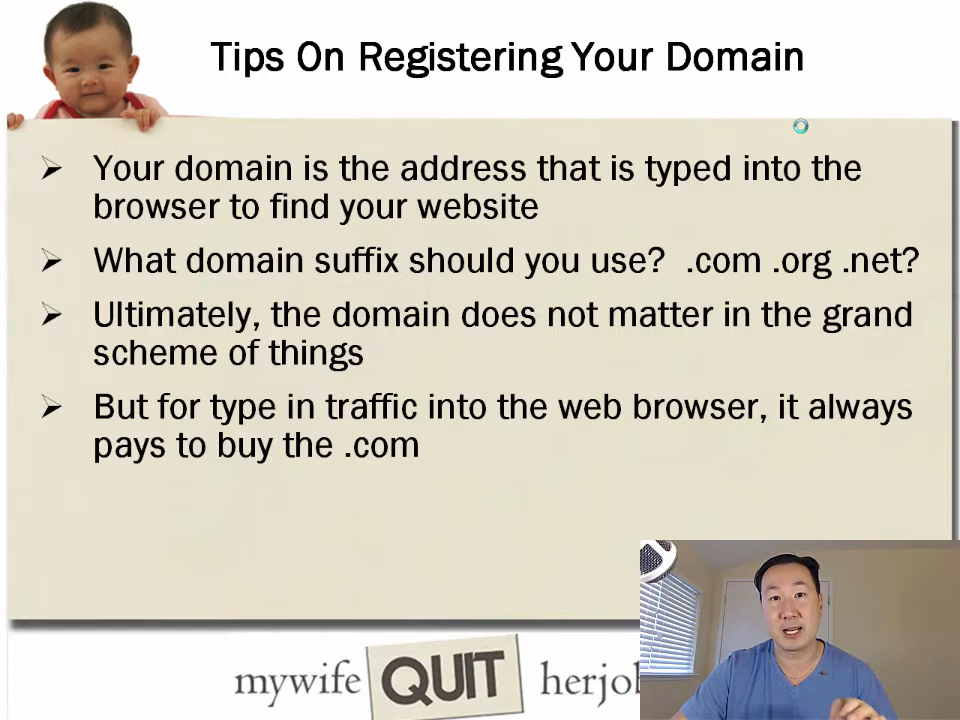 Tips On Registering Your Domain
Your domain is the address that is typed into the
browser to find your website
What domain suffix should you use?  .com .org .net?
Ultimately, the domain does not matter in the grand
scheme of things
But for type in traffic into the web browser, it always
pays to buy the .com
mywife QUIT herjob